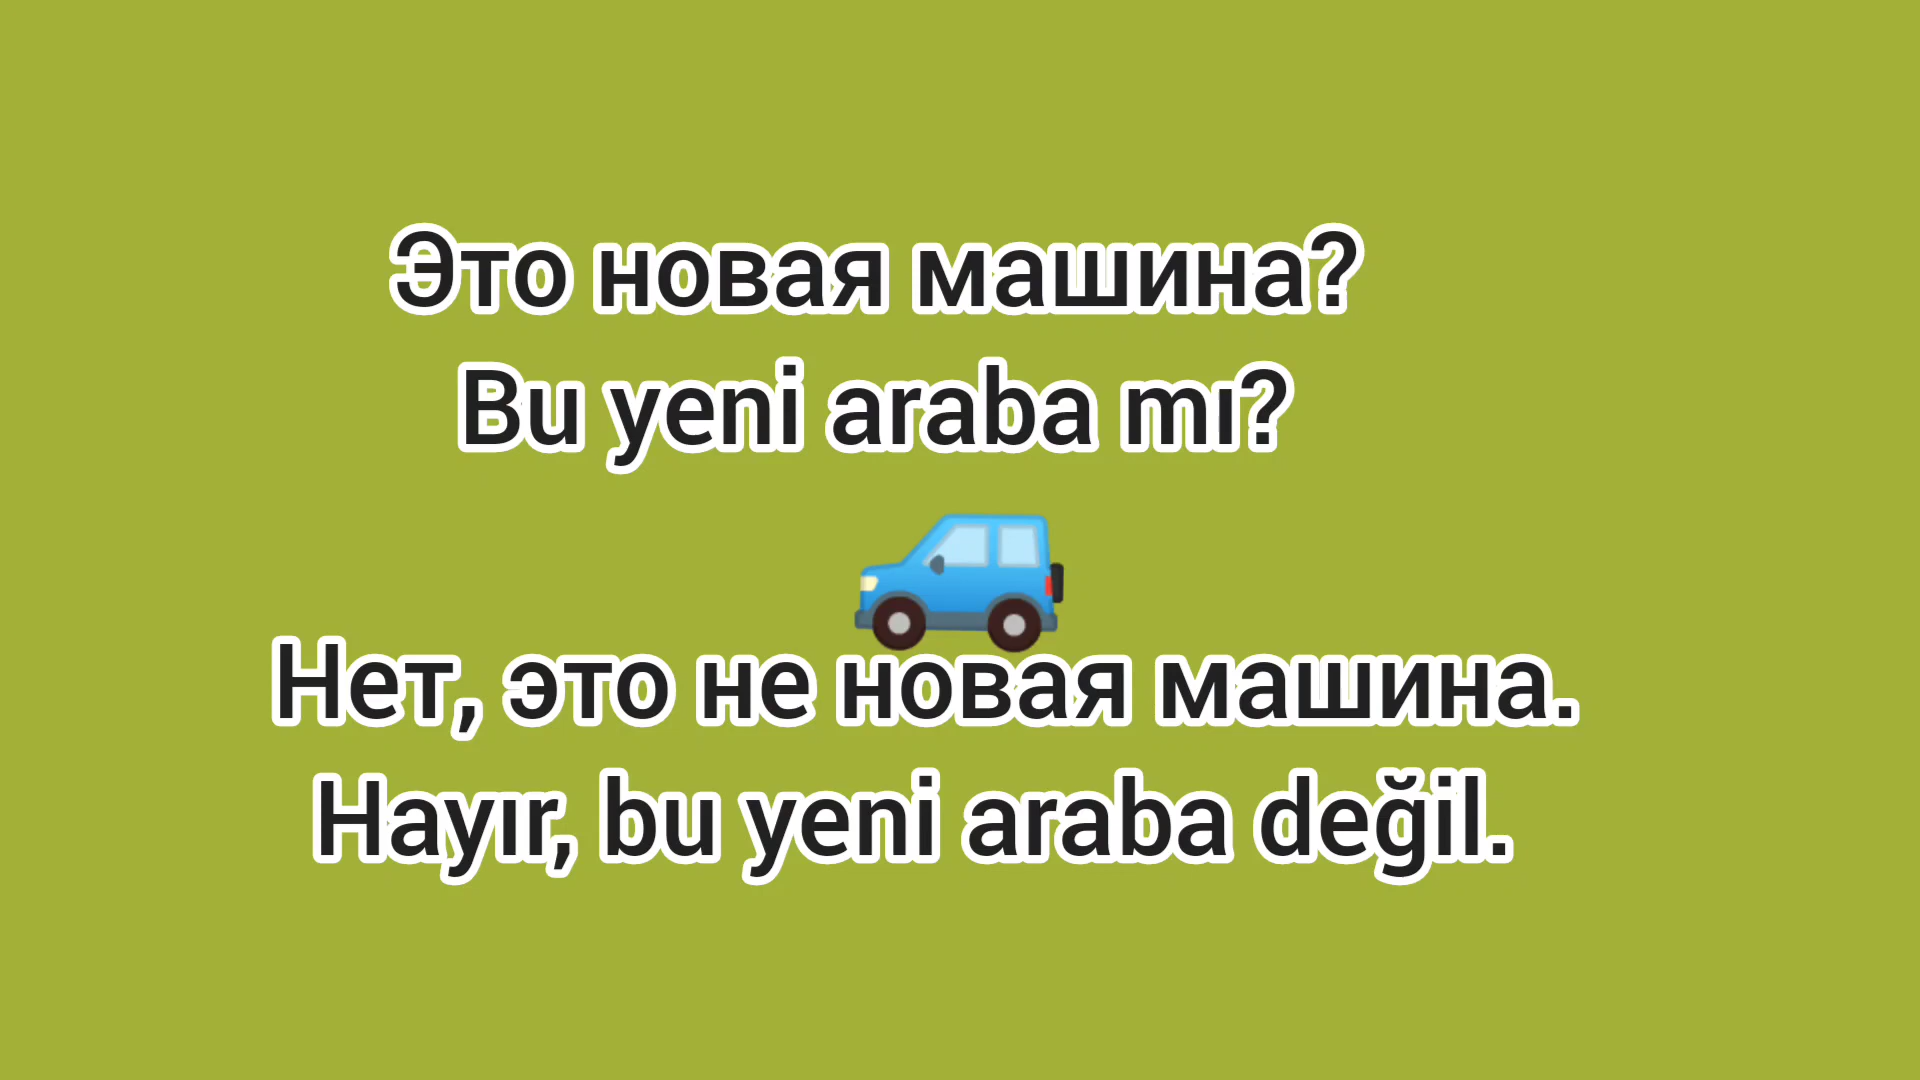 Это новая машина?
Bu yeni araba mı?
Нет, это не новая машина.
Hayır, bu yeni araba değil.